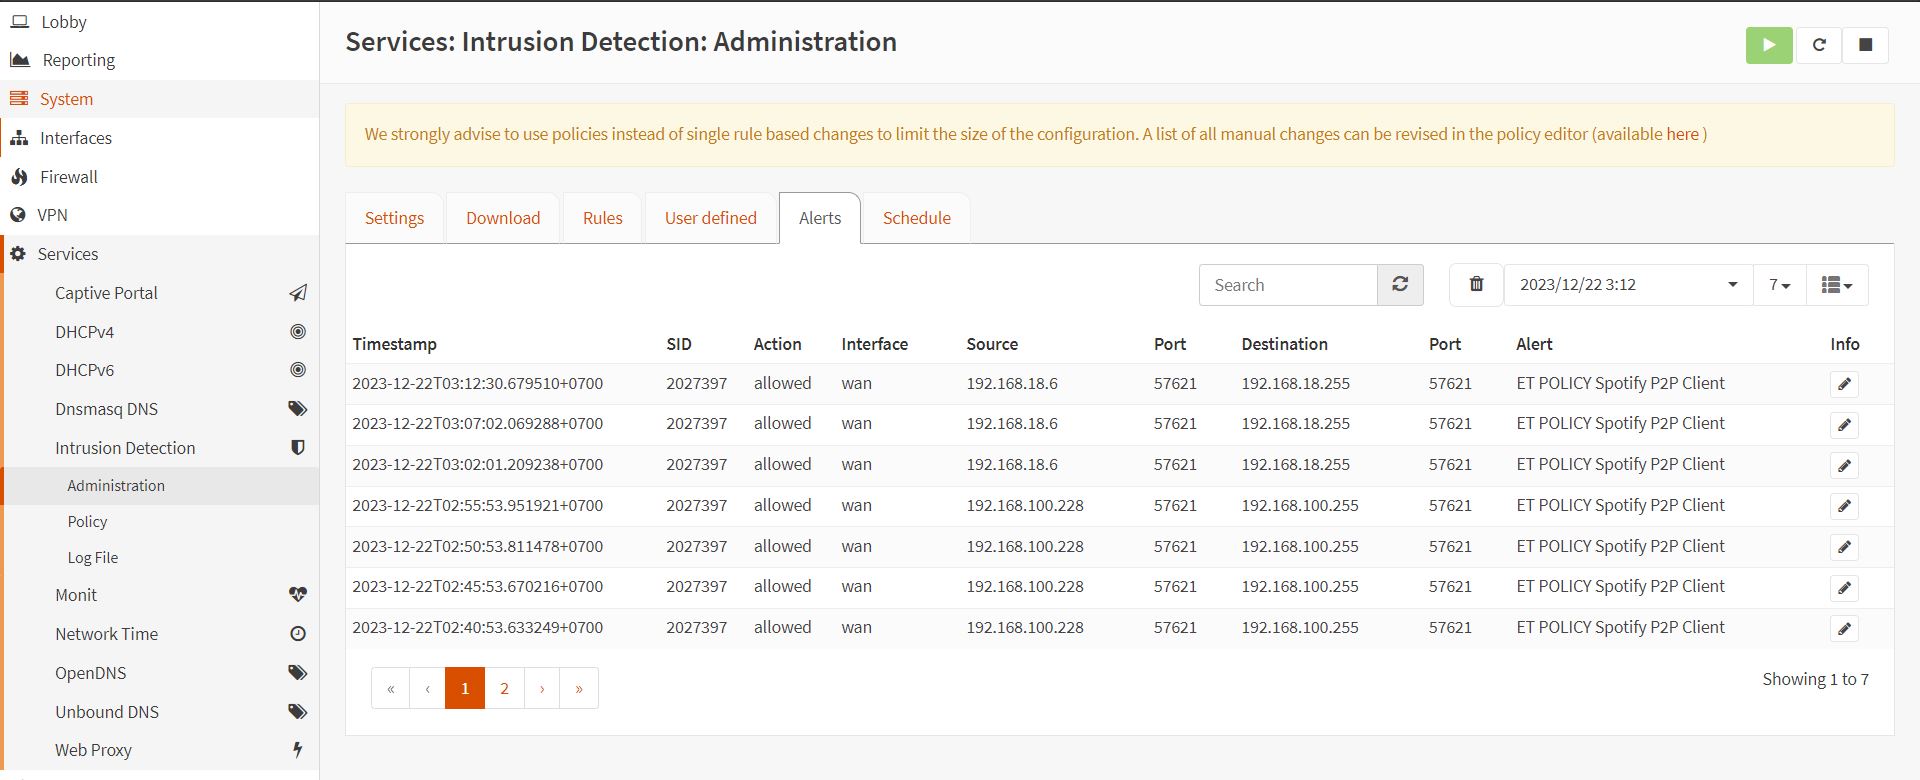 Lobby
Reporting
System
Interfaces
Firewall
VPN
Services
Captive Portal
DHCPv4
DHCPv6
Dnsmasq DNS
Intrusion Detection
Administration
Policy
Log File
Monit
Network Time
OpenDNS
Unbound DNS
Web Proxy
Services: Intrusion Detection: Administration
We strongly advise to use policies instead of single rule based changes to limit the size of the configuration. A list of all manual changes can be revised in the policy editor (available here )
Settings Download Rules User defined Alerts Schedule
Search 2023/12/22 3:12 7
Timestamp SID Action Interface Source Port Destination Port Alert Info
2023-12-22T03:12:30.679510+0700 2027397 allowed wan 192.168.18.6 57621 192.168.18.255 57621 ET POLICY Spotify P2P Client
2023-12-22T03:07:02.069288+0700 2027397 allowed wan 192.168.18.6 57621 192.168.18.255 57621 ET POLICY Spotify P2P Client
2023-12-22T03:02:01.209238+0700 2027397 allowed wan 192.168.18.6 57621 192.168.18.255 57621 ET POLICY Spotify P2P Client
2023-12-22T02:55:53.951921+0700 2027397 allowed wan 192.168.100.228 57621 192.168.100.255 57621 ET POLICY Spotify P2P Client
2023-12-22T02:50:53.811478+0700 2027397 allowed wan 192.168.100.228 57621 192.168.100.255 57621 ET POLICY Spotify P2P Client
2023-12-22T02:45:53.670216+0700 2027397 allowed wan 192.168.100.228 57621 192.168.100.255 57621 ET POLICY Spotify P2P Client
2023-12-22T02:40:53.633249+0700 2027397 allowed wan 192.168.100.228 57621 192.168.100.255 57621 ET POLICY Spotify P2P Client
« ‹ 1 2 › »
Showing 1 to 7